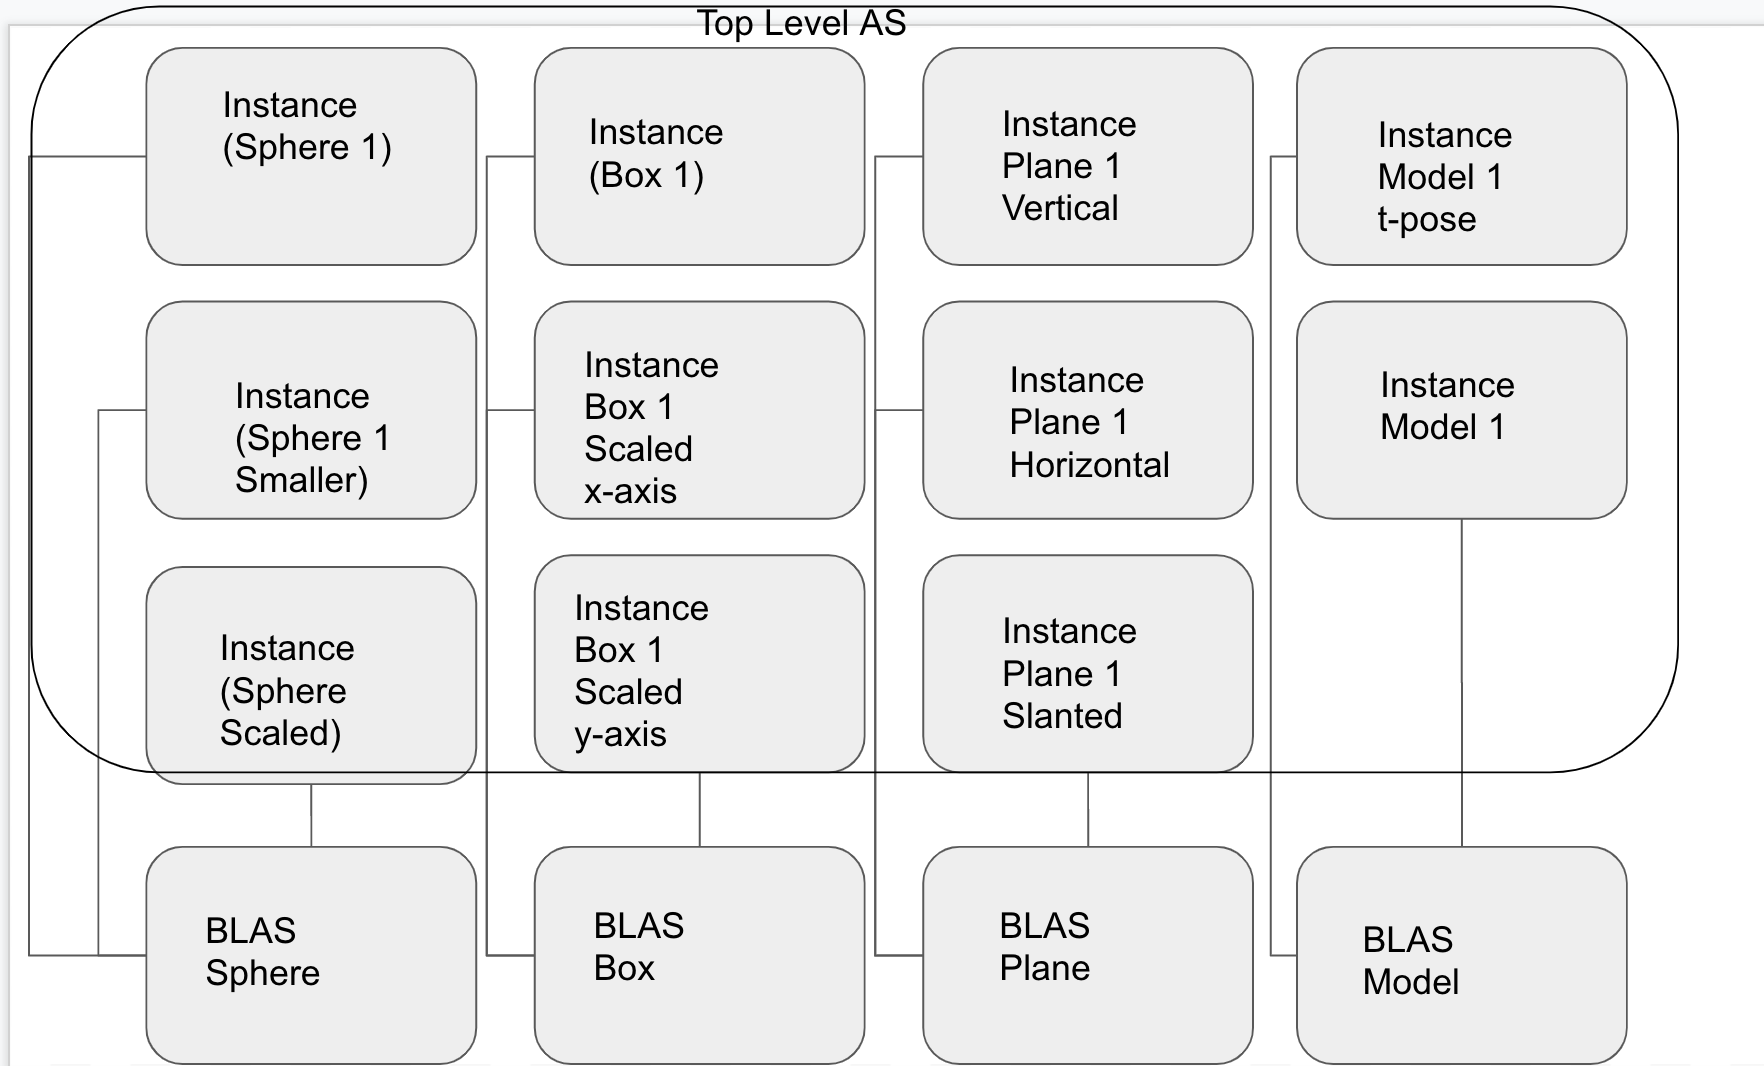 Top Level AS
Instance
(Sphere 1)
Instance
(Box 1)
Instance
Plane 1
Vertical
Instance
Model 1
t-pose
Instance
(Sphere 1
Smaller)
Instance
Box 1
Scaled
x-axis
Instance
Plane 1
Horizontal
Instance
Model 1
Instance
(Sphere
Scaled)
Instance
Box 1
Scaled
y-axis
Instance
Plane 1
Slanted
BLAS
Sphere
BLAS
Box
BLAS
Plane
BLAS
Model